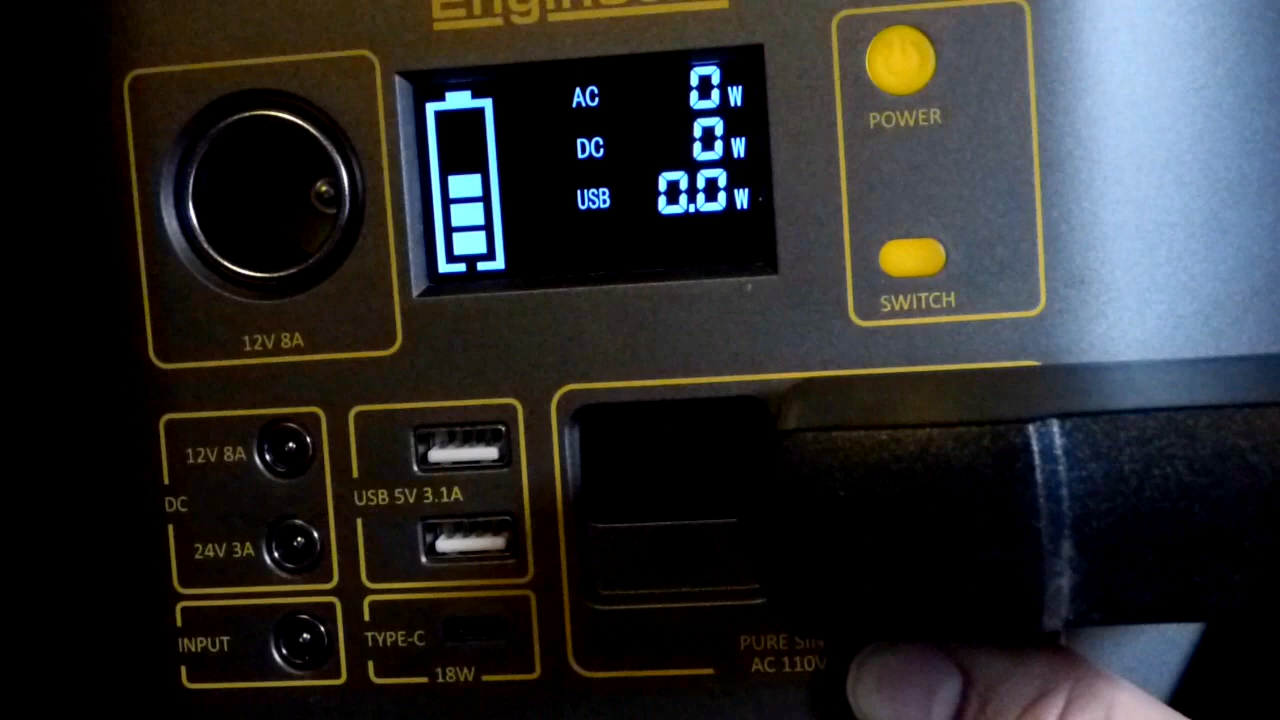 AC 0 W
DC 0 W
USB 0.0 W
POWER
SWITCH
12V 8A
12V 8A
DC
24V 3A
USB 5V 3.1A
INPUT
TYPE-C
18W
PURE
AC 110V